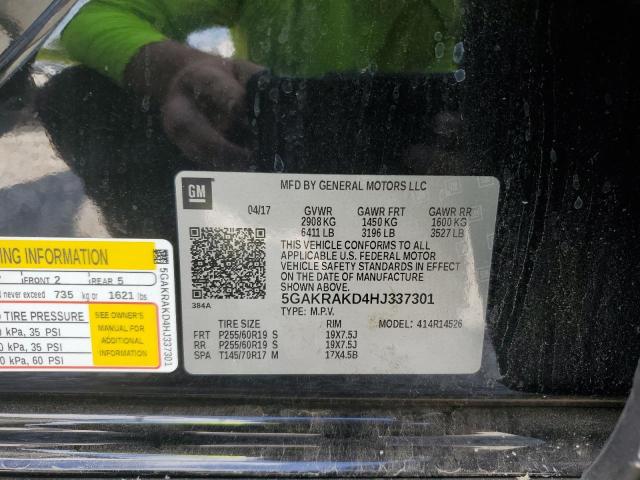 GM
MFD BY GENERAL MOTORS LLC
04/17 GVWR GAWR FRT GAWR RR
2908 KG 1450 KG 1600 KG
6411 LB 3196 LB 3527 LB
THIS VEHICLE CONFORMS TO ALL
APPLICABLE U.S. FEDERAL MOTOR
VEHICLE SAFETY STANDARDS IN EFFECT
ON THE DATE OF MANUFACTURE
SHOWN ABOVE.
384A
5GAKRAKD4HJ337301
TYPE: M.P.V.
MODEL: 414R14526
TIRE SIZE RIM
FRT P255/60R19 S 19X7.5J
RR P255/60R19 S 19X7.5J
SPA T145/70R17 M 17X4.5B
ING INFORMATION
FRONT 2 REAR 5
never exceed 735 kg or 1621 lbs
TIRE PRESSURE
kPa, 35 PSI
kPa, 35 PSI
kPa, 60 PSI
SEE OWNER'S
MANUAL FOR
ADDITIONAL
INFORMATION
5GAKRAKD4HJ337301